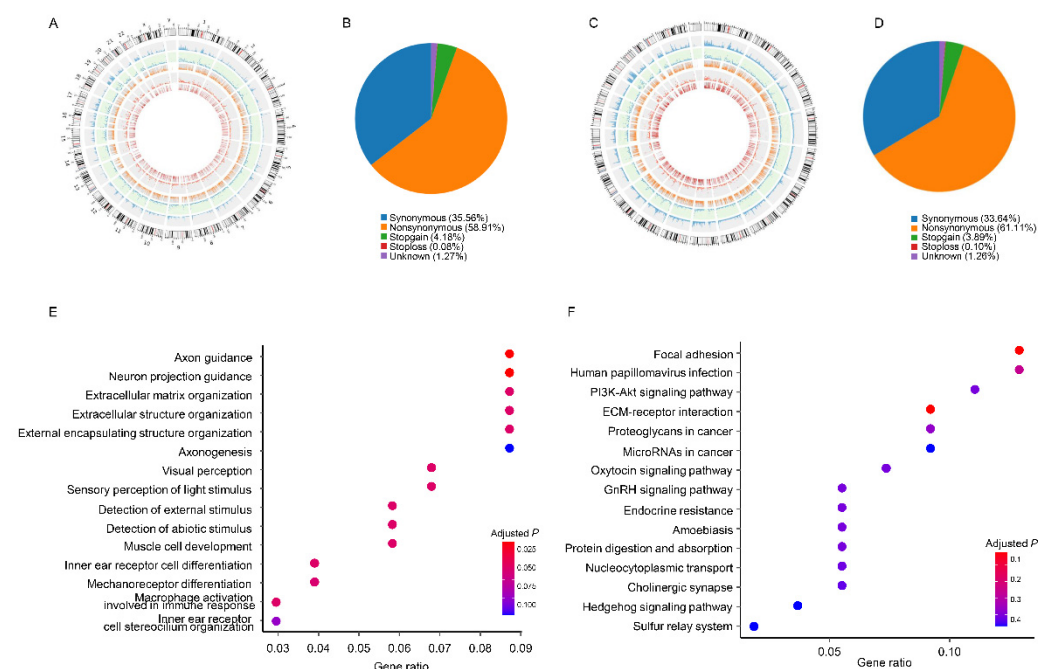 A
B
C
D
Synonymous (35.56%)
Nonsynonymous (58.91%)
Stopgain (4.18%)
Stoploss (0.08%)
Unknown (1.27%)
Synonymous (33.64%)
Nonsynonymous (61.11%)
Stopgain (3.89%)
Stoploss (0.10%)
Unknown (1.26%)
E
Axon guidance
Neuron projection guidance
Extracellular matrix organization
Extracellular structure organization
External encapsulating structure organization
Axonogenesis
Visual perception
Sensory perception of light stimulus
Detection of external stimulus
Detection of abiotic stimulus
Muscle cell development
Inner ear receptor cell differentiation
Mechanoreceptor differentiation
Macrophage activation
involved in immune response
Inner ear receptor
cell stereocilium organization
Adjusted P
0.025
0.050
0.075
0.100
0.03 0.04 0.05 0.06 0.07 0.08 0.09
Gene ratio
F
Focal adhesion
Human papillomavirus infection
PI3K-Akt signaling pathway
ECM-receptor interaction
Proteoglycans in cancer
MicroRNAs in cancer
Oxytocin signaling pathway
GnRH signaling pathway
Endocrine resistance
Amoebiasis
Protein digestion and absorption
Nucleocytoplasmic transport
Cholinergic synapse
Hedgehog signaling pathway
Sulfur relay system
Adjusted P
0.1
0.2
0.3
0.4
0.05 0.10
Gene ratio